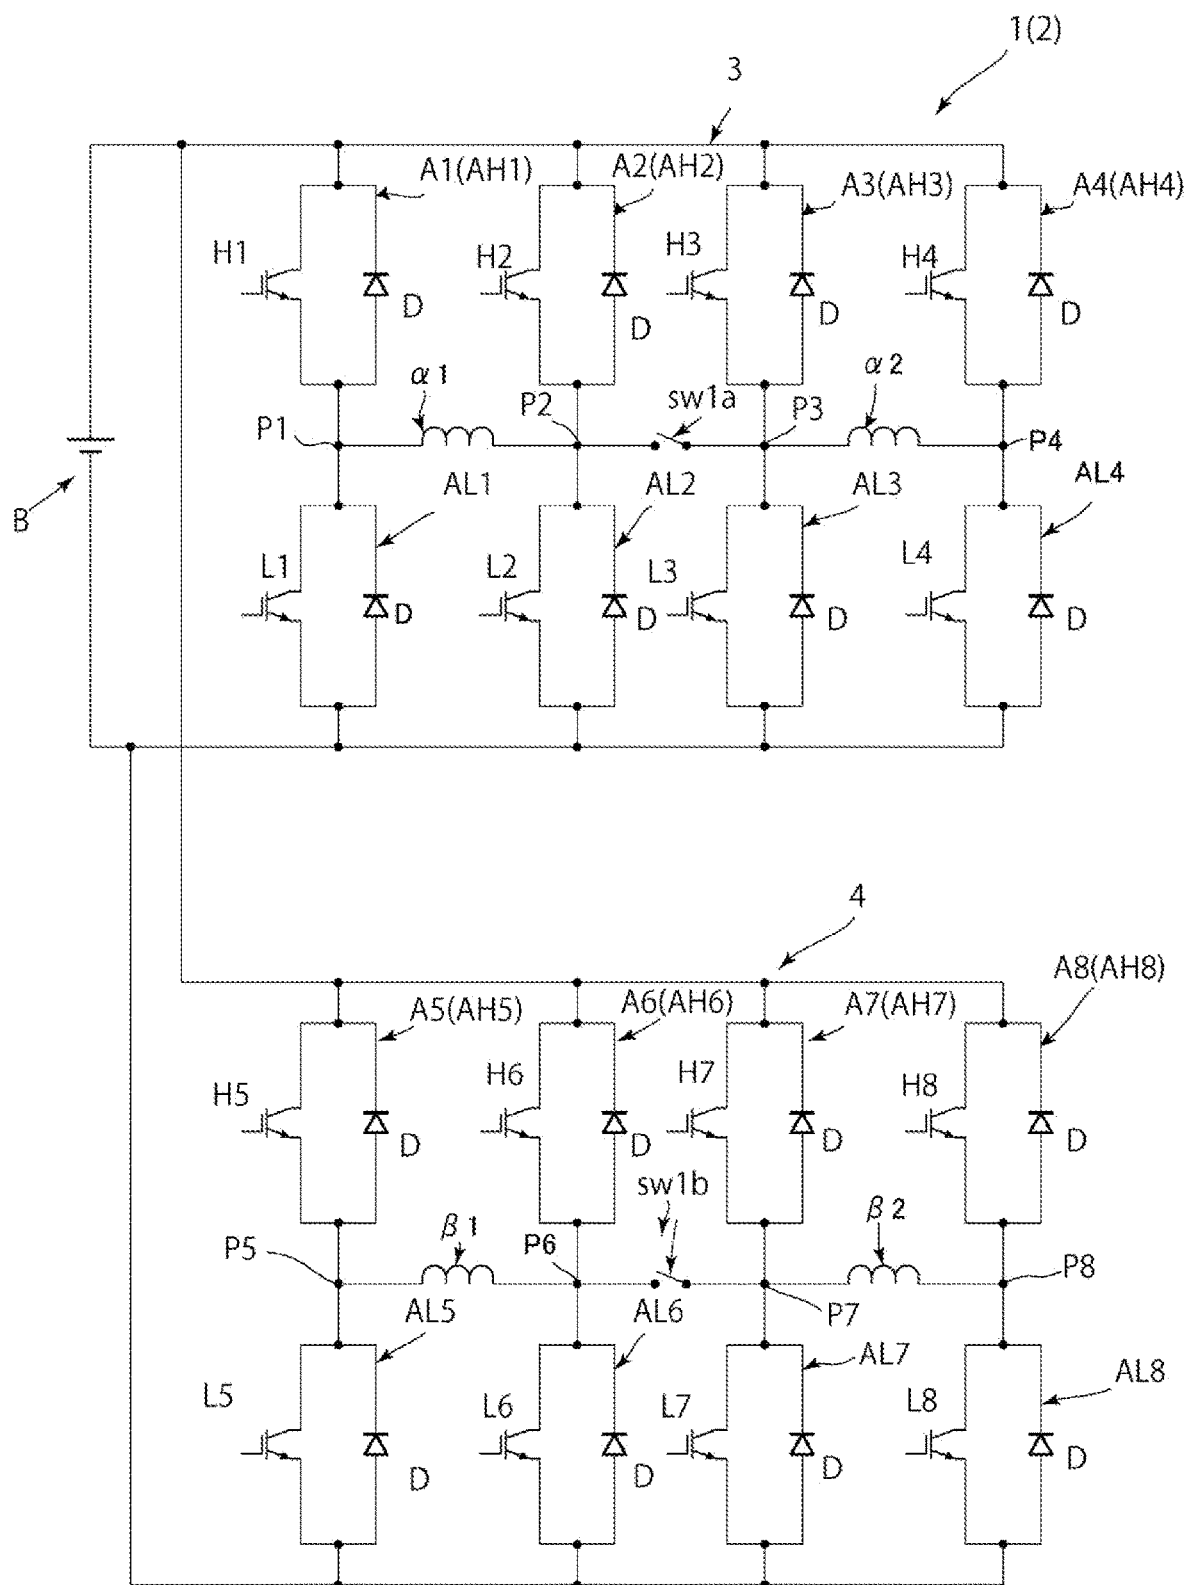 1(2)
3
A1(AH1)
A2(AH2)
A3(AH3)
A4(AH4)
H1
H2
H3
H4
D
D
D
D
α1
α2
P1
P2
sw1a
P3
P4
B
AL1
AL2
AL3
AL4
L1
L2
L3
L4
D
D
D
D
4
A5(AH5)
A6(AH6)
A7(AH7)
A8(AH8)
H5
H6
H7
H8
D
D
D
D
sw1b
β1
β2
P5
P6
P7
P8
AL5
AL6
AL7
AL8
L5
L6
L7
L8
D
D
D
D